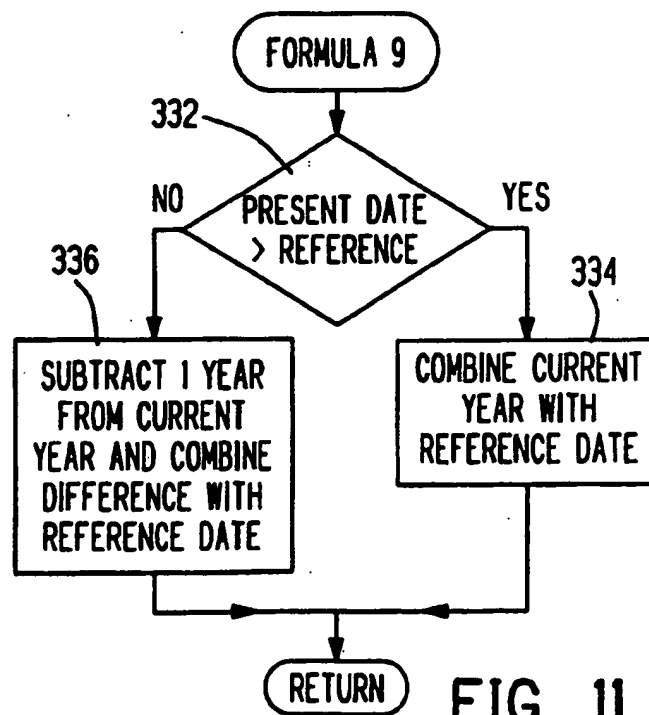 FORMULA 9
332
NO
YES
PRESENT DATE
> REFERENCE
336
334
SUBTRACT 1 YEAR
FROM CURRENT
YEAR AND COMBINE
DIFFERENCE WITH
REFERENCE DATE
COMBINE CURRENT
YEAR WITH
REFERENCE DATE
RETURN
FIG. 11